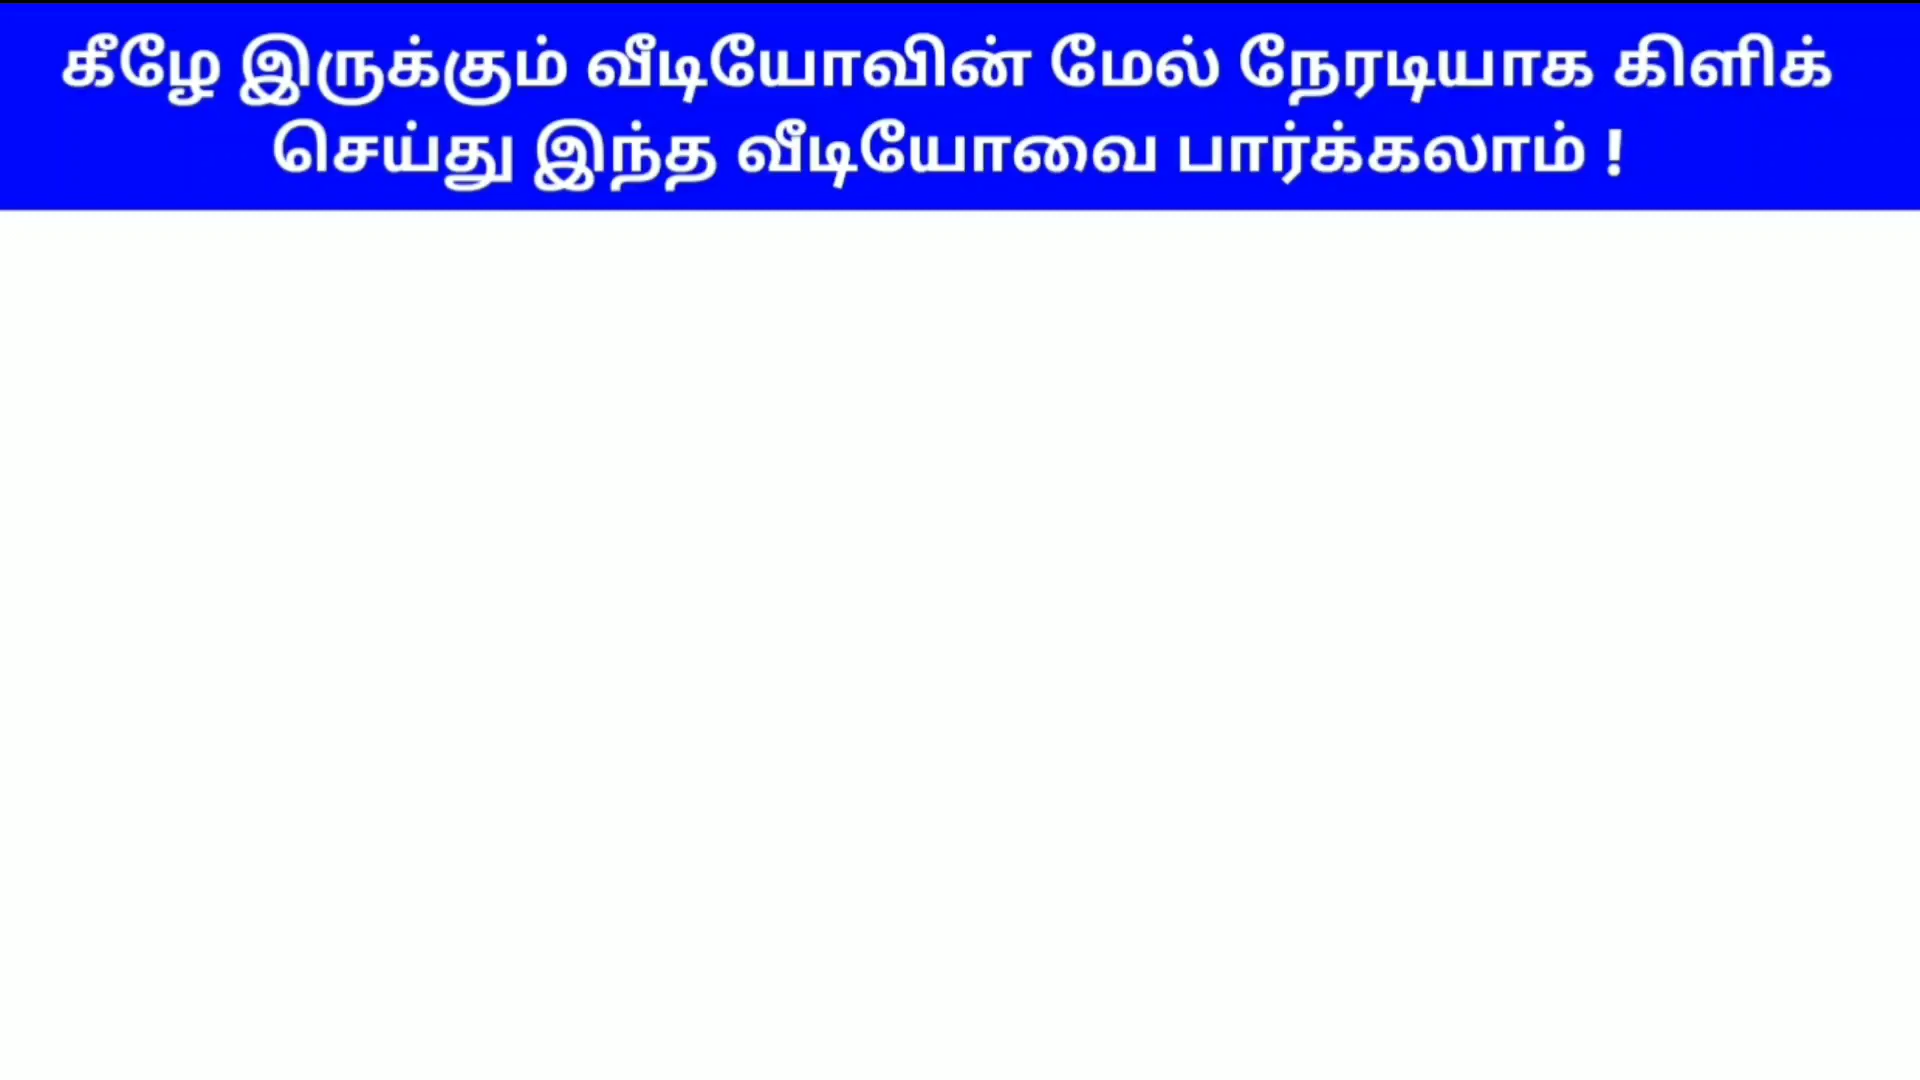 கீழே இருக்கும் வீடியோவின் மேல் நேரடியாக கிளிக்
செய்து இந்த வீடியோவை பார்க்கலாம் !